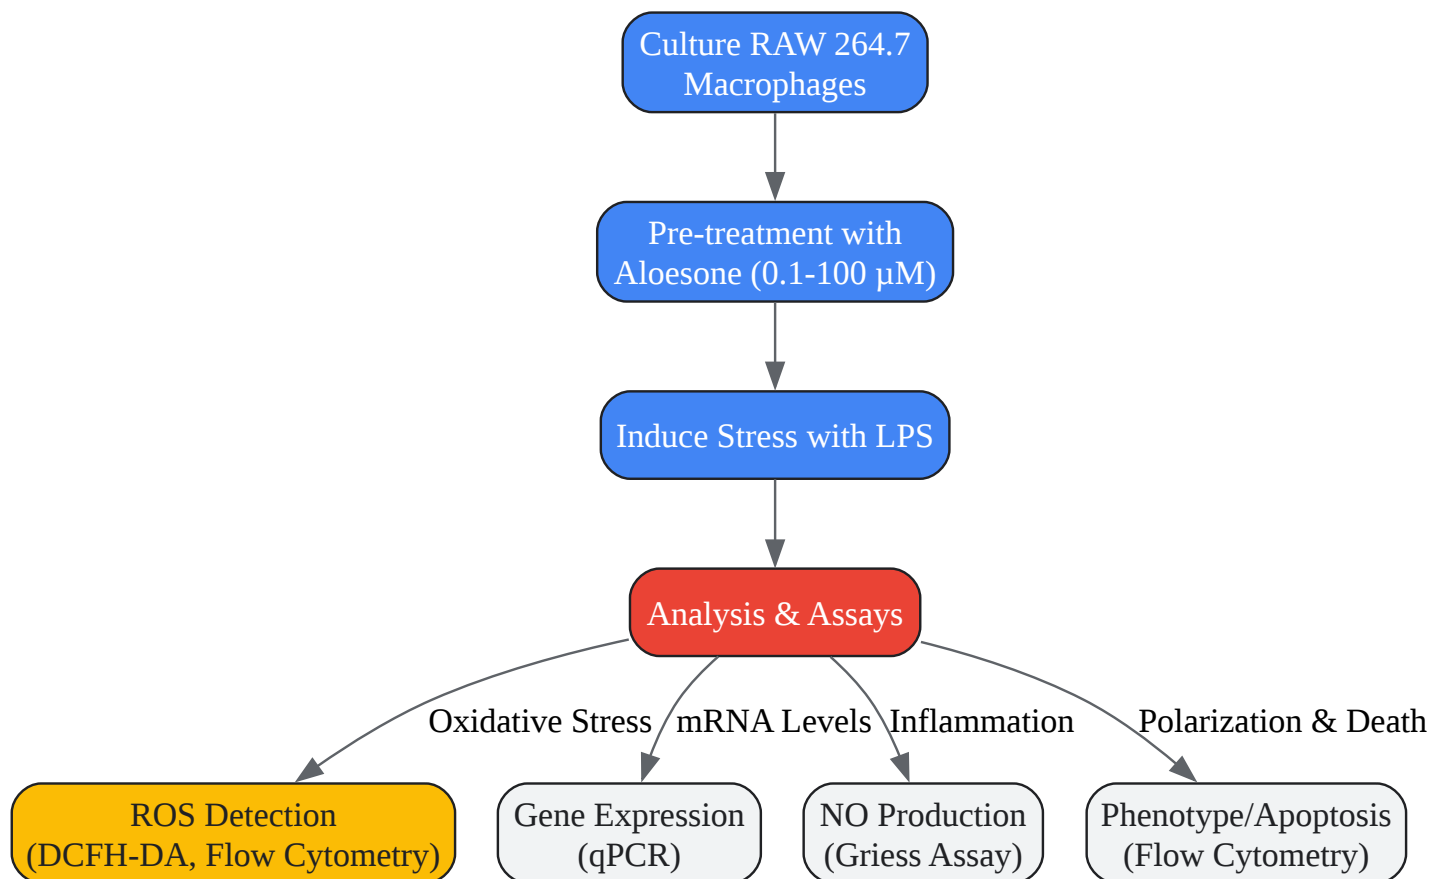 Culture RAW 264.7
Macrophages
Pre-treatment with
Aloesone (0.1-100 µM)
Induce Stress with LPS
Analysis & Assays
Oxidative Stress
mRNA Levels
Inflammation
Polarization & Death
ROS Detection
(DCFH-DA, Flow Cytometry)
Gene Expression
(qPCR)
NO Production
(Griess Assay)
Phenotype/Apoptosis
(Flow Cytometry)